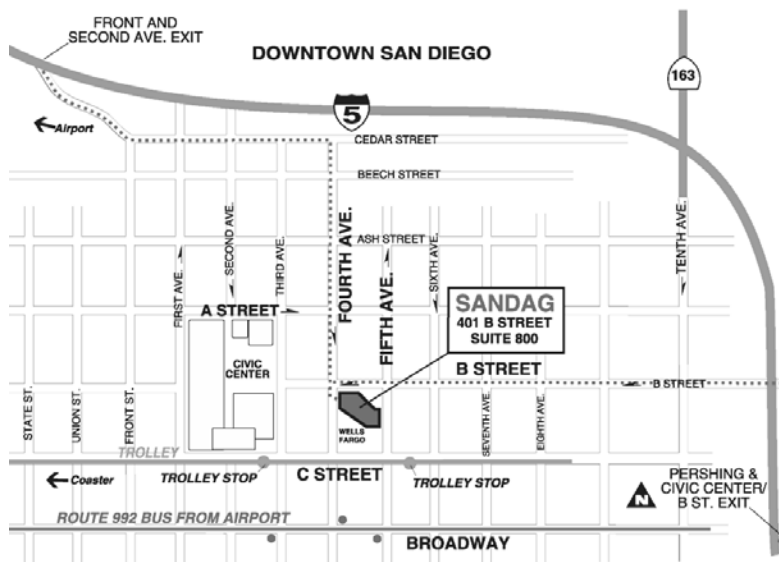 FRONT AND
SECOND AVE. EXIT
DOWNTOWN SAN DIEGO
163
5
Airport
CEDAR STREET
BEECH STREET
ASH STREET
FIRST AVE.
SECOND AVE.
THIRD AVE.
FOURTH AVE.
FIFTH AVE.
SIXTH AVE.
TENTH AVE.
A STREET
SANDAG
401 B STREET
SUITE 800
CIVIC
CENTER
B STREET
B STREET
STATE ST.
UNION ST.
FRONT ST.
WELLS
FARGO
SEVENTH AVE.
EIGHTH AVE.
TROLLEY
TROLLEY STOP
C STREET
TROLLEY STOP
Coaster
PERSHING &
CIVIC CENTER/
B ST. EXIT
N
ROUTE 992 BUS FROM AIRPORT
BROADWAY